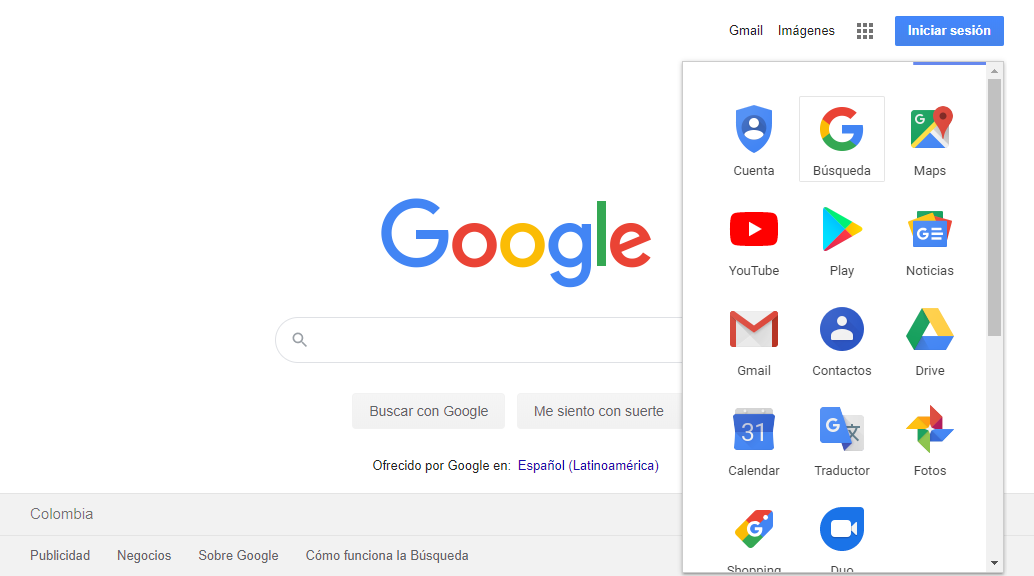 Gmail Imágenes Iniciar sesión
Cuenta Búsqueda Maps
Google
YouTube Play Noticias
Gmail Contactos Drive
Buscar con Google Me siento con suerte
31
Calendar Traductor Fotos
Ofrecido por Google en: Español (Latinoamérica)
Colombia
Shopping Duo
Publicidad Negocios Sobre Google Cómo funciona la Búsqueda